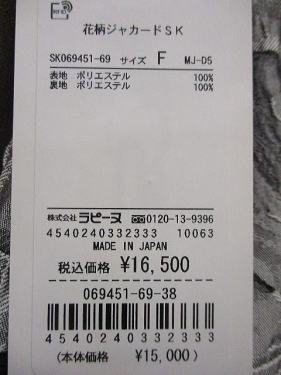 花柄ジャカードSK
SK069451-69 サイズ F MJ-D5
表地 ポリエステル 100%
裏地 ポリエステル 100%
株式会社 ラピーヌ 0120-13-9396
4540240332333 10063
MADE IN JAPAN
税込価格 ¥16,500
069451-69-38
4540240332333
(本体価格 ¥15,000)